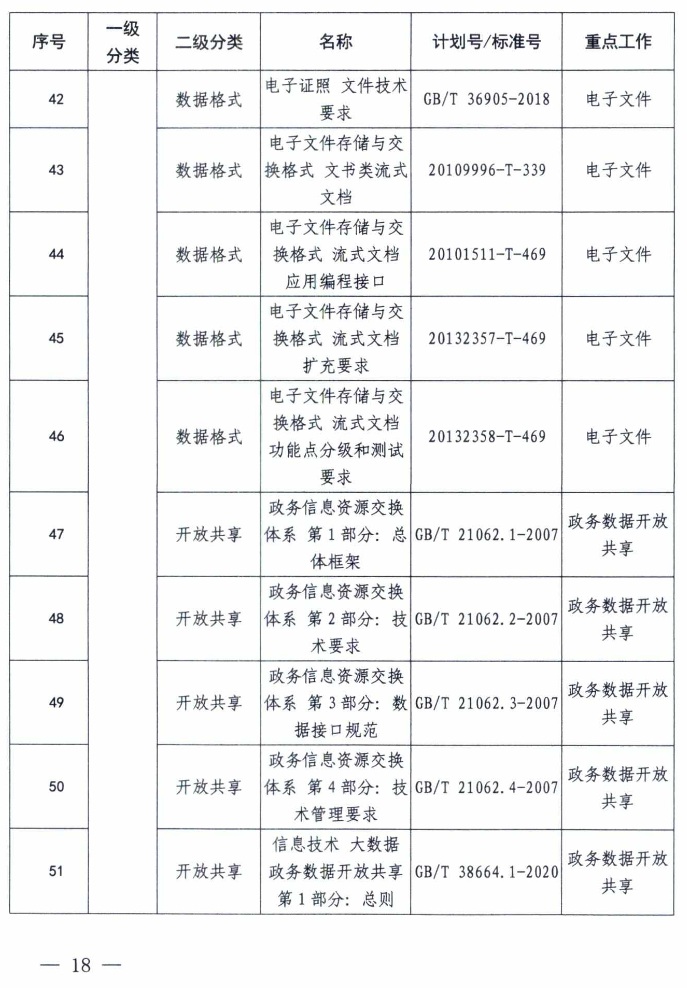 序号 一级分类 二级分类 名称 计划号/标准号 重点工作
42 数据格式 电子证照 文件技术要求 GB/T 36905-2018 电子文件
43 数据格式 电子文件存储与交换格式 文书类流式文档 20109996-T-339 电子文件
44 数据格式 电子文件存储与交换格式 流式文档应用编程接口 20101511-T-469 电子文件
45 数据格式 电子文件存储与交换格式 流式文档扩充要求 20132357-T-469 电子文件
46 数据格式 电子文件存储与交换格式 流式文档功能点分级和测试要求 20132358-T-469 电子文件
47 开放共享 政务信息资源交换体系 第1部分：总体框架 GB/T 21062.1-2007 政务数据开放共享
48 开放共享 政务信息资源交换体系 第2部分：技术要求 GB/T 21062.2-2007 政务数据开放共享
49 开放共享 政务信息资源交换体系 第3部分：数据接口规范 GB/T 21062.3-2007 政务数据开放共享
50 开放共享 政务信息资源交换体系 第4部分：技术管理要求 GB/T 21062.4-2007 政务数据开放共享
51 开放共享 信息技术 大数据 政务数据开放共享 第1部分：总则 GB/T 38664.1-2020 政务数据开放共享
— 18 —